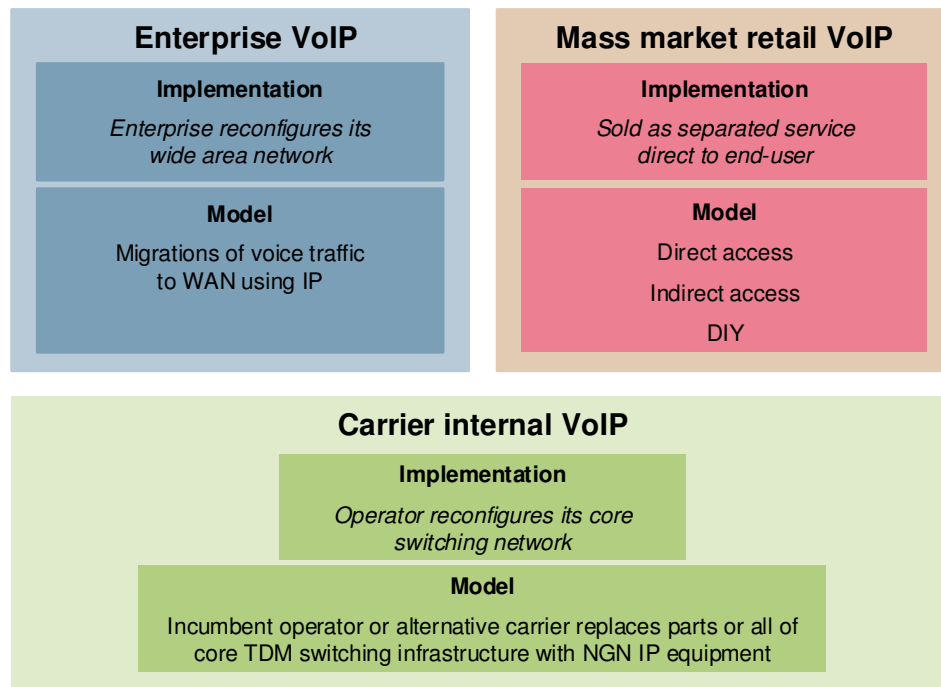 Enterprise VoIP
Implementation
Enterprise reconfigures its
wide area network
Model
Migrations of voice traffic
to WAN using IP
Mass market retail VoIP
Implementation
Sold as separated service
direct to end-user
Model
Direct access
Indirect access
DIY
Carrier internal VoIP
Implementation
Operator reconfigures its core
switching network
Model
Incumbent operator or alternative carrier replaces parts or all of
core TDM switching infrastructure with NGN IP equipment